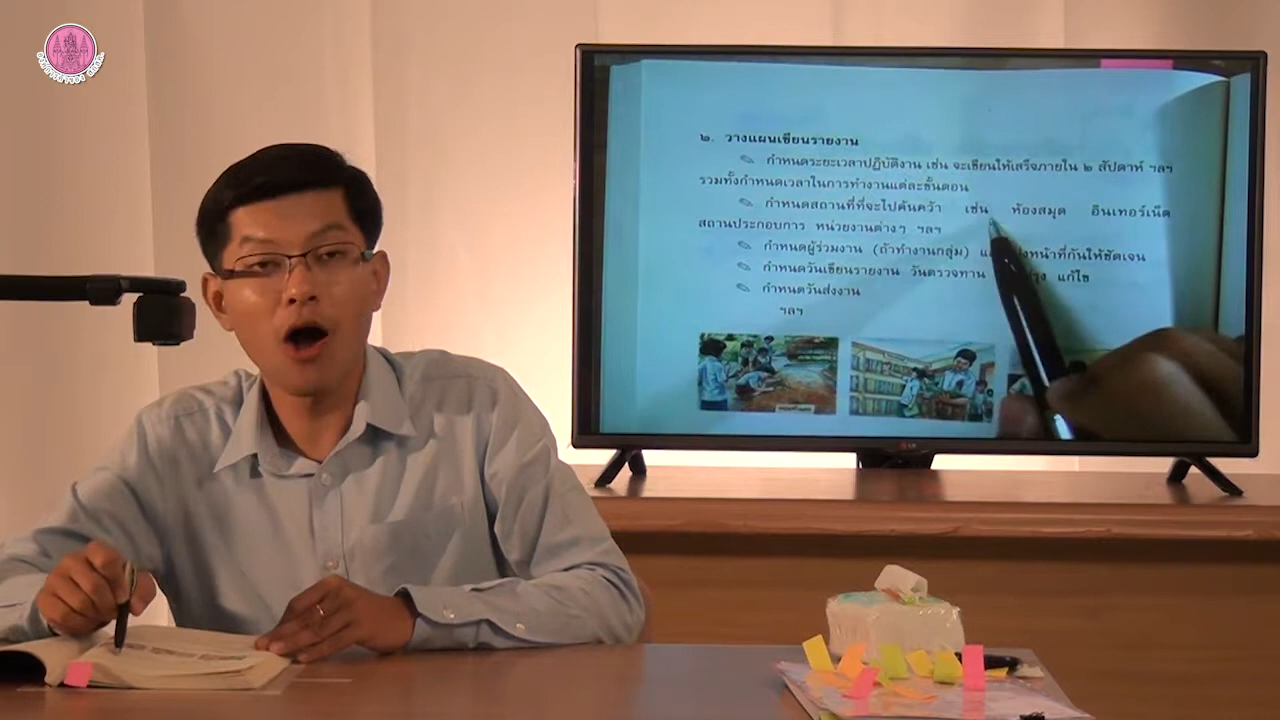 ๒. วางแผนเขียนรายงาน
กำหนดระยะเวลาปฏิบัติงาน เช่น จะเขียนให้เสร็จภายใน ๒ สัปดาห์ ฯลฯ
รวมทั้งกำหนดเวลาในการทำงานแต่ละขั้นตอน
กำหนดสถานที่ที่จะไปค้นคว้า เช่น ห้องสมุด อินเทอร์เน็ต
สถานประกอบการ หน่วยงานต่างๆ ฯลฯ
กำหนดผู้ร่วมงาน (ถ้าทำงานกลุ่ม) หน้าที่กันให้ชัดเจน
กำหนดวันเขียนรายงาน วันตรวจทาน แก้ไข
กำหนดวันส่งงาน
ฯลฯ
LG